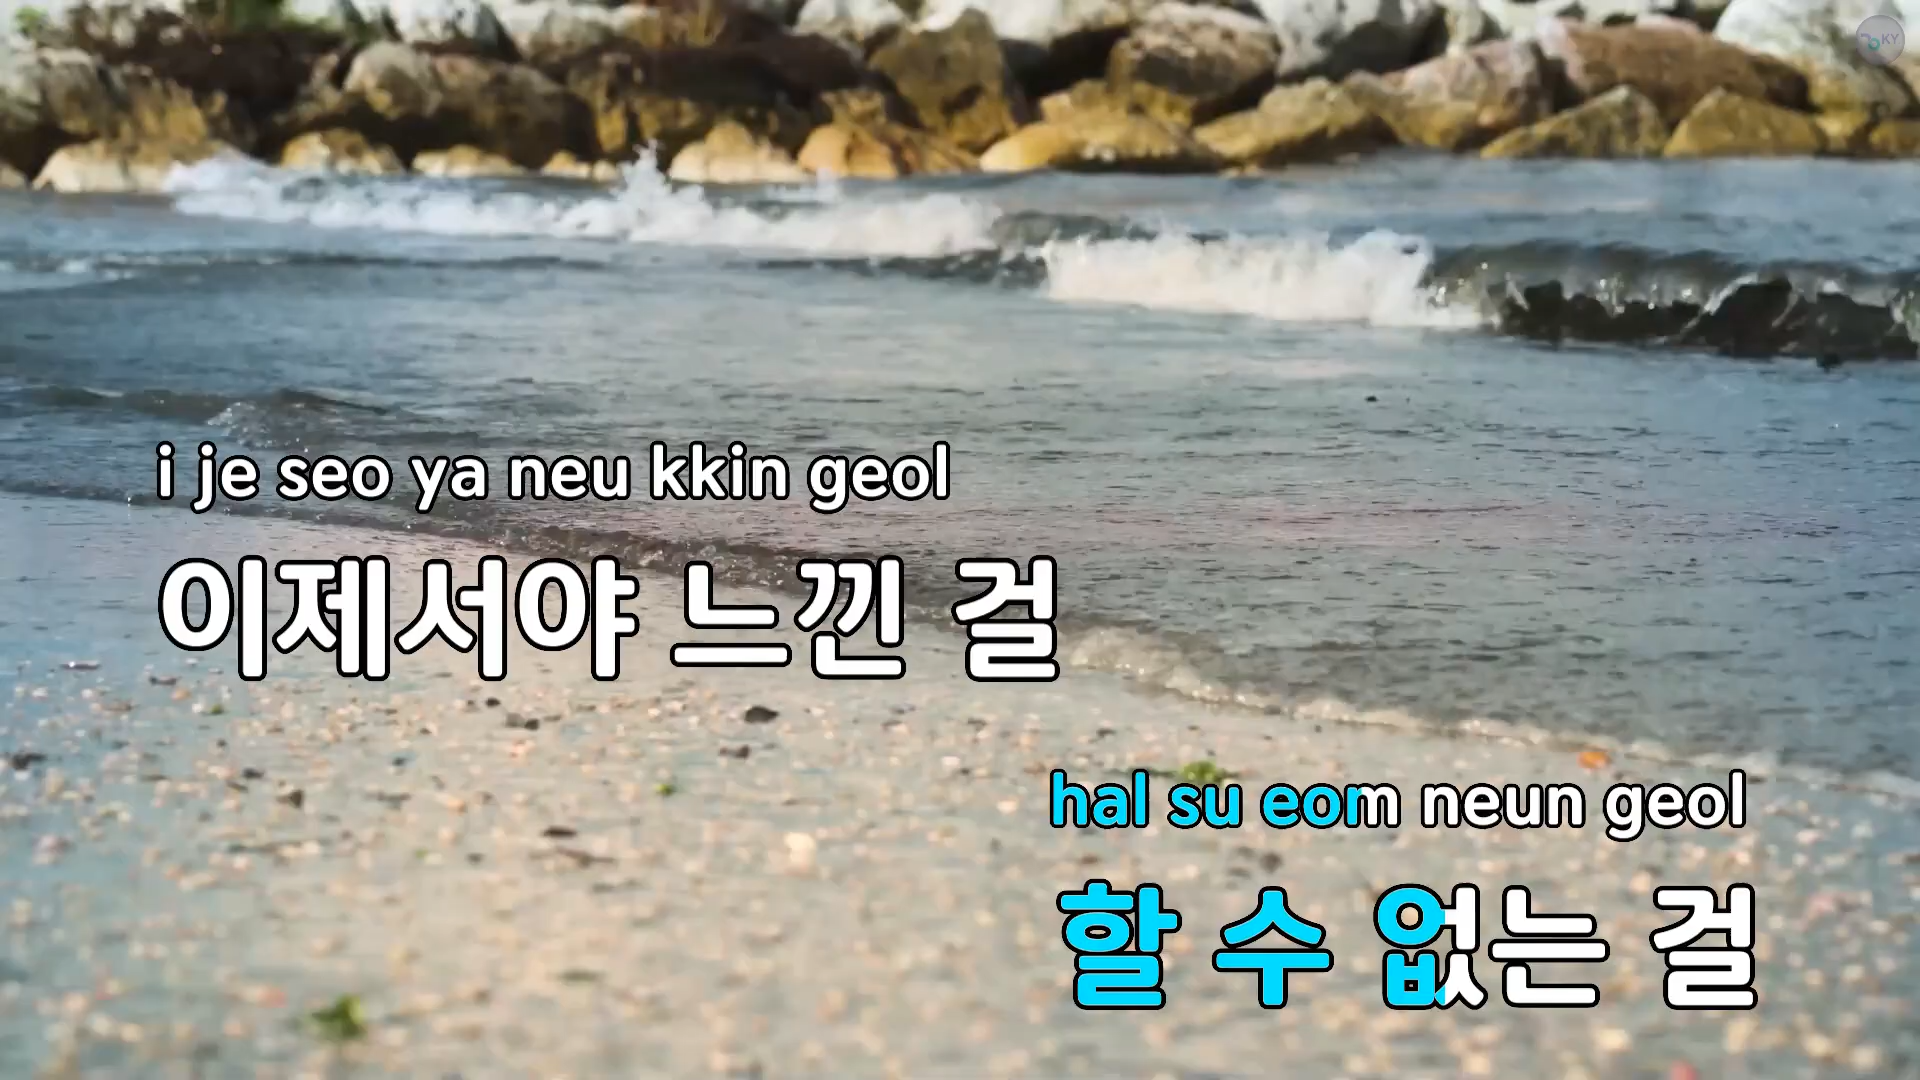 KY
i je seo ya neu kkin geol
이제서야 느낀 걸
hal su eom neun geol
할 수 없는 걸